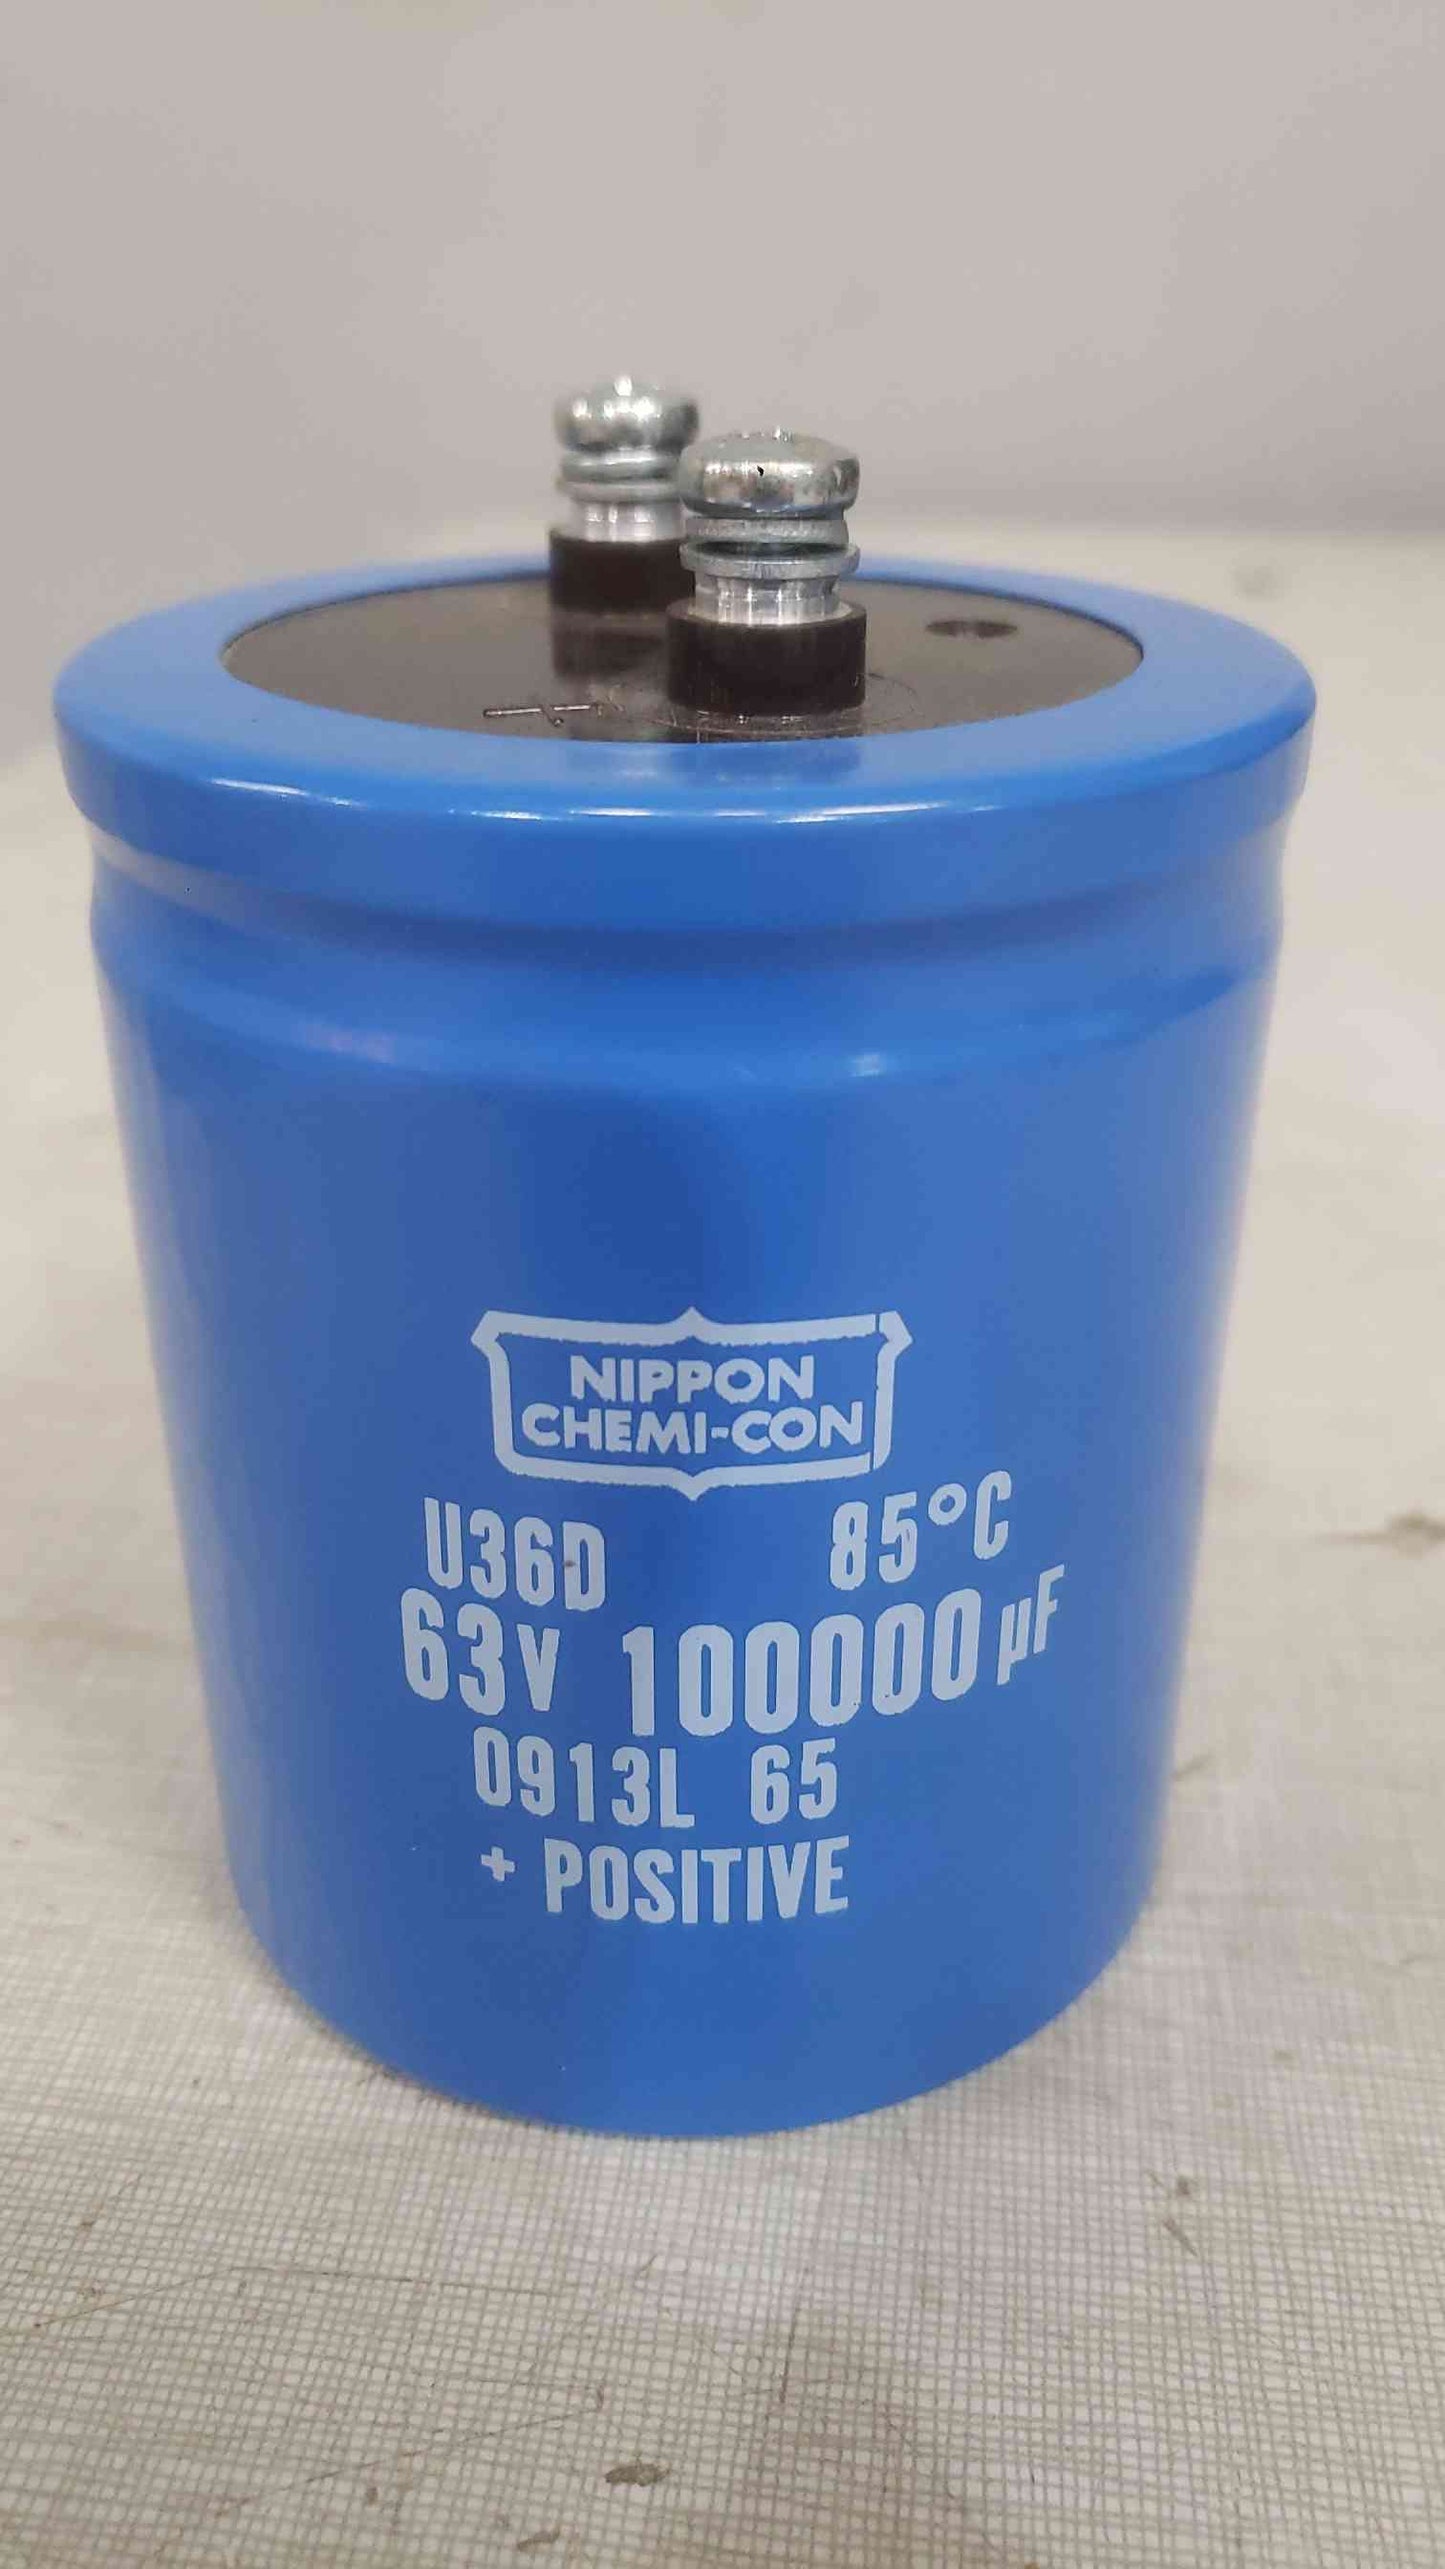 +
NIPPON
CHEMI-CON
U36D 85°C
63V 100000µF
0913L 65
+ POSITIVE